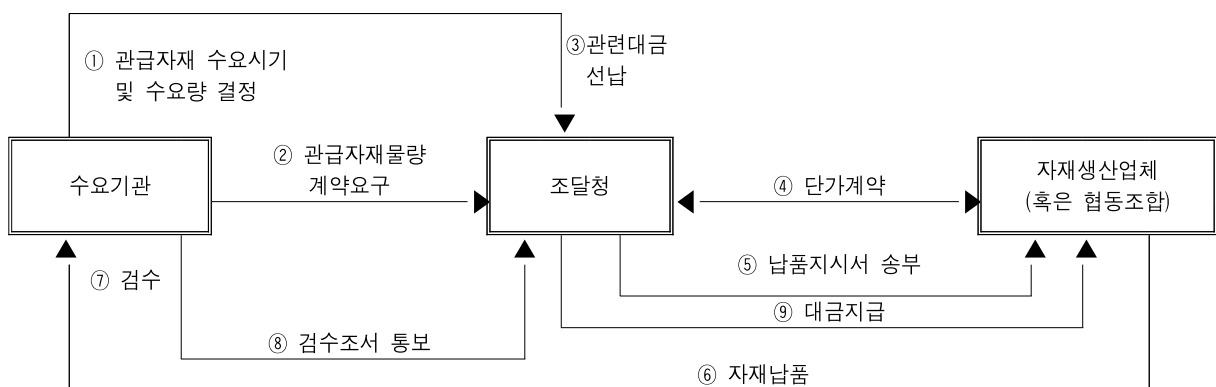 ① 관급자재 수요시기
및 수요량 결정
③관련대금
선납
수요기관
② 관급자재물량
계약요구
조달청
④ 단가계약
자재생산업체
(혹은 협동조합)
⑦ 검수
⑤ 납품지시서 송부
⑨ 대금지급
⑧ 검수조서 통보
⑥ 자재납품